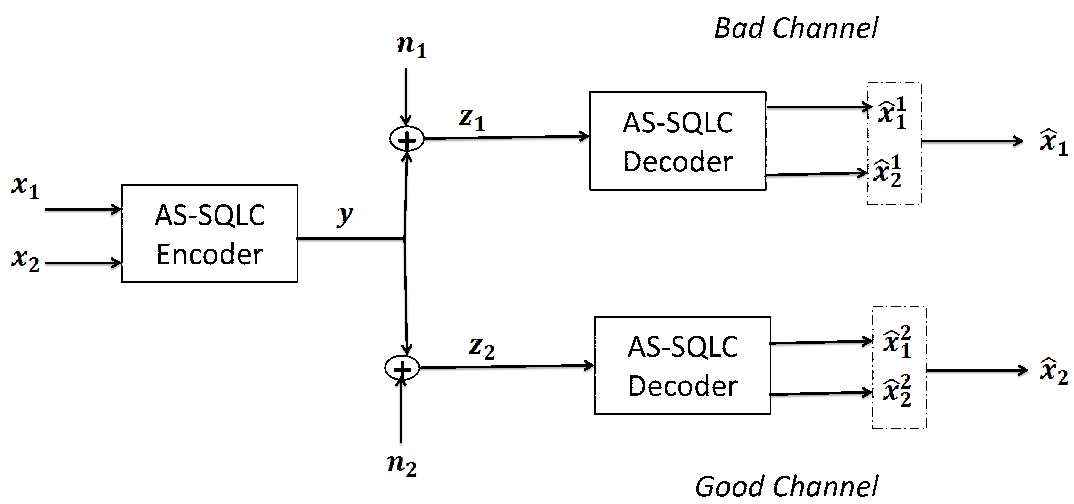 Bad Channel
n₁
z₁
AS-SQLC
Decoder
x̂₁¹
x̂₂¹
x̂₁
x₁
x₂
AS-SQLC
Encoder
y
+
+
z₂
n₂
AS-SQLC
Decoder
x̂₁²
x̂₂²
x̂₂
Good Channel